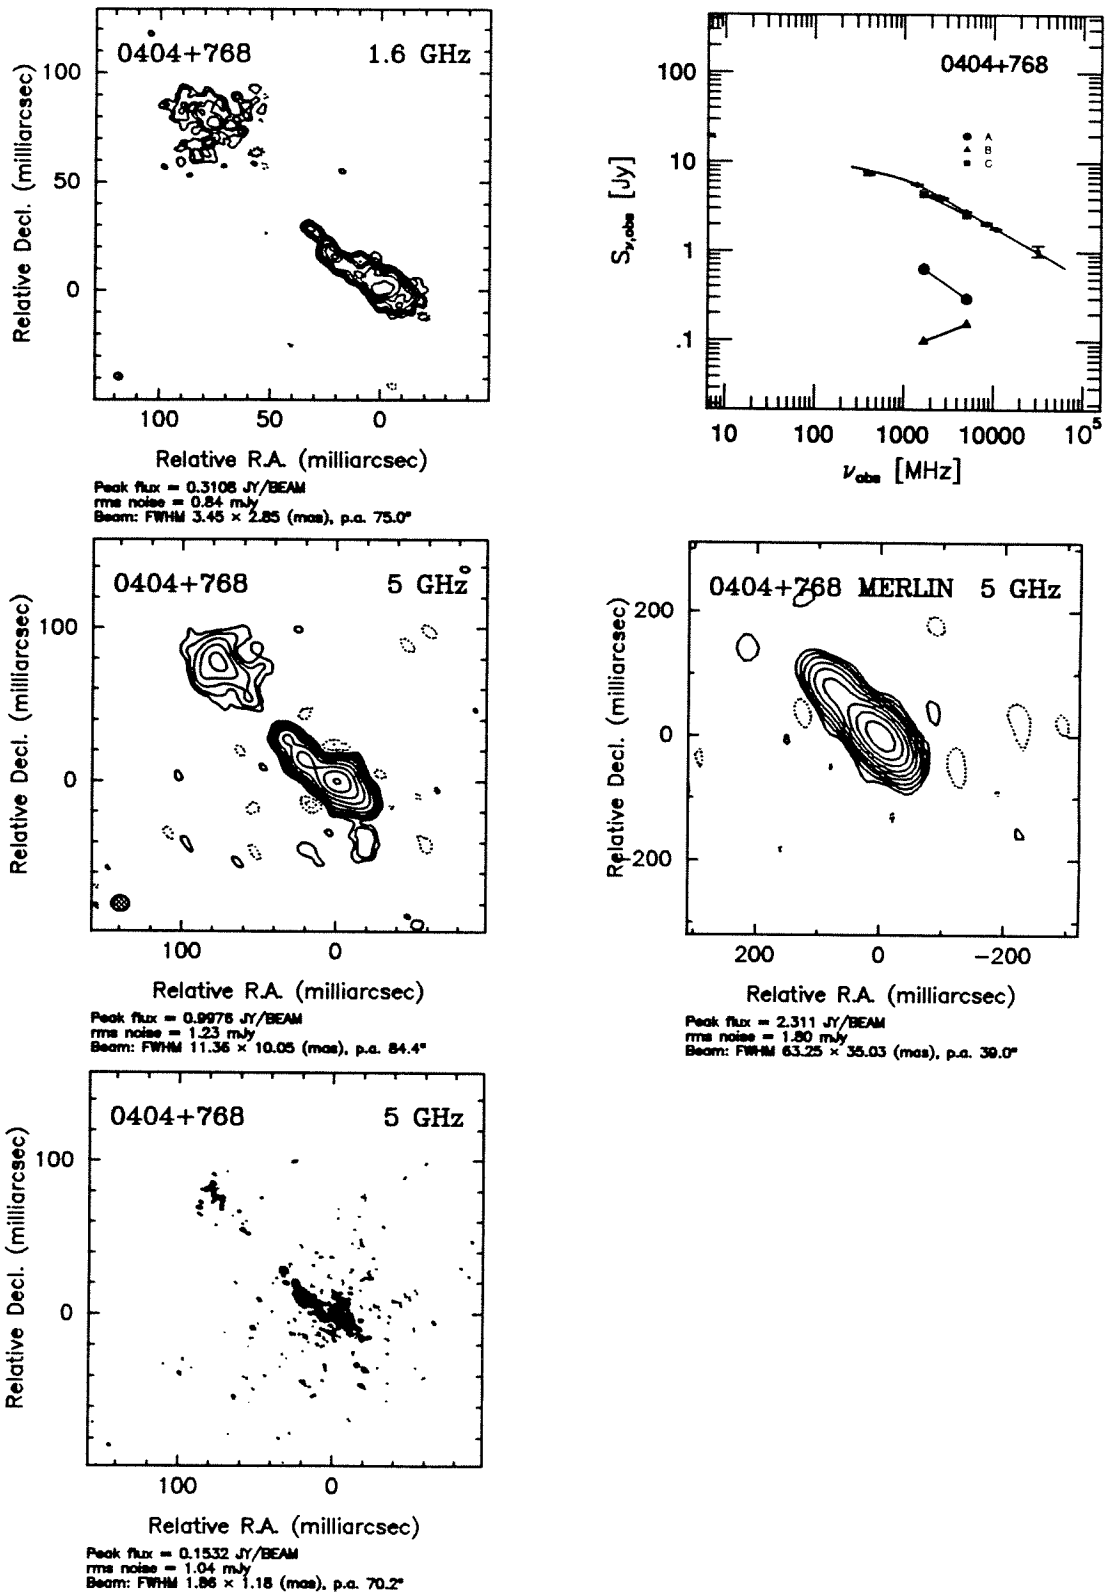 0404+768 1.6 GHz
Relative Decl. (milliarcsec)
100
50
0
100 50 0
Relative R.A. (milliarcsec)
Peak flux = 0.3108 JY/BEAM
rms noise = 0.84 mJy
Beam: FWHM 3.45 × 2.85 (mas), p.a. 75.0°
0404+768
A
B
C
S_ν,obs [Jy]
100
10
1
.1
10 100 1000 10000 10^5
ν_obs [MHz]
0404+768 5 GHz
Relative Decl. (milliarcsec)
100
0
100 0
Relative R.A. (milliarcsec)
Peak flux = 0.9976 JY/BEAM
rms noise = 1.23 mJy
Beam: FWHM 11.36 × 10.05 (mas), p.a. 84.4°
0404+768 MERLIN 5 GHz
Relative Decl. (milliarcsec)
200
0
-200
200 0 -200
Relative R.A. (milliarcsec)
Peak flux = 2.311 JY/BEAM
rms noise = 1.80 mJy
Beam: FWHM 63.25 × 35.03 (mas), p.a. 39.0°
0404+768 5 GHz
Relative Decl. (milliarcsec)
100
0
100 0
Relative R.A. (milliarcsec)
Peak flux = 0.1532 JY/BEAM
rms noise = 1.04 mJy
Beam: FWHM 1.86 × 1.18 (mas), p.a. 70.2°